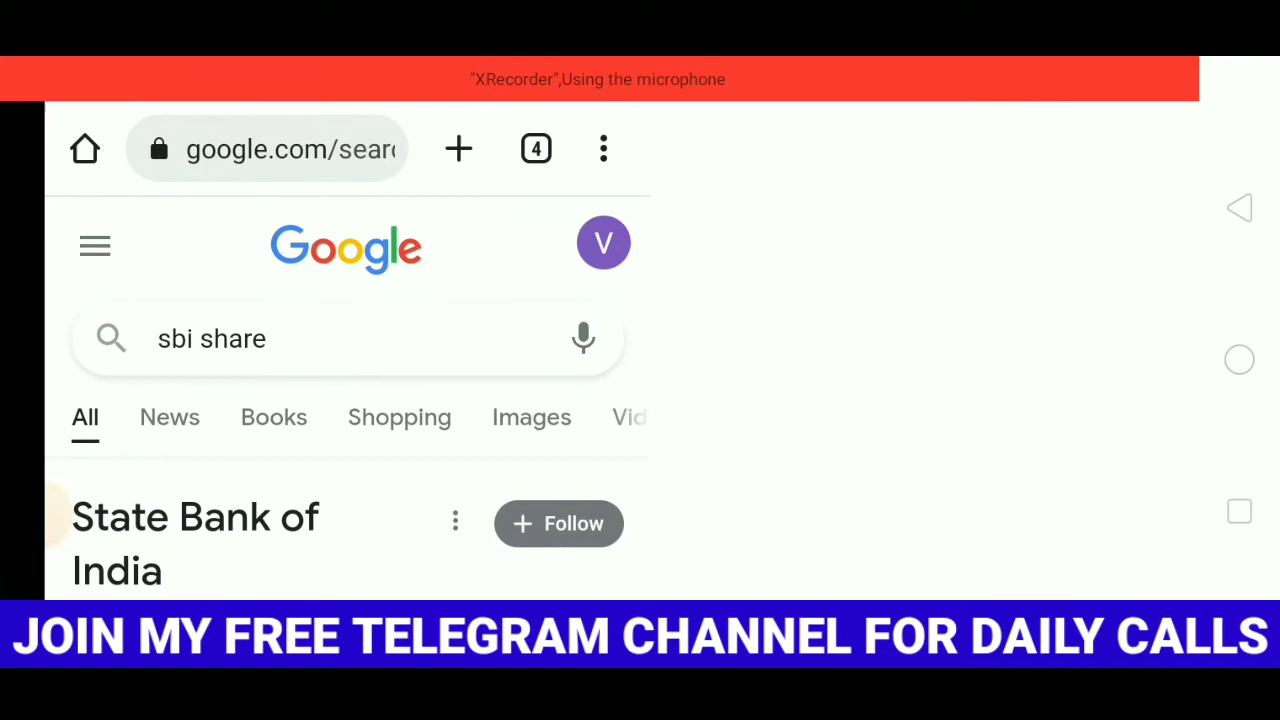 "XRecorder",Using the microphone
google.com/sear
4
Google
V
sbi share
All News Books Shopping Images Vid
State Bank of
India
+ Follow
JOIN MY FREE TELEGRAM CHANNEL FOR DAILY CALLS